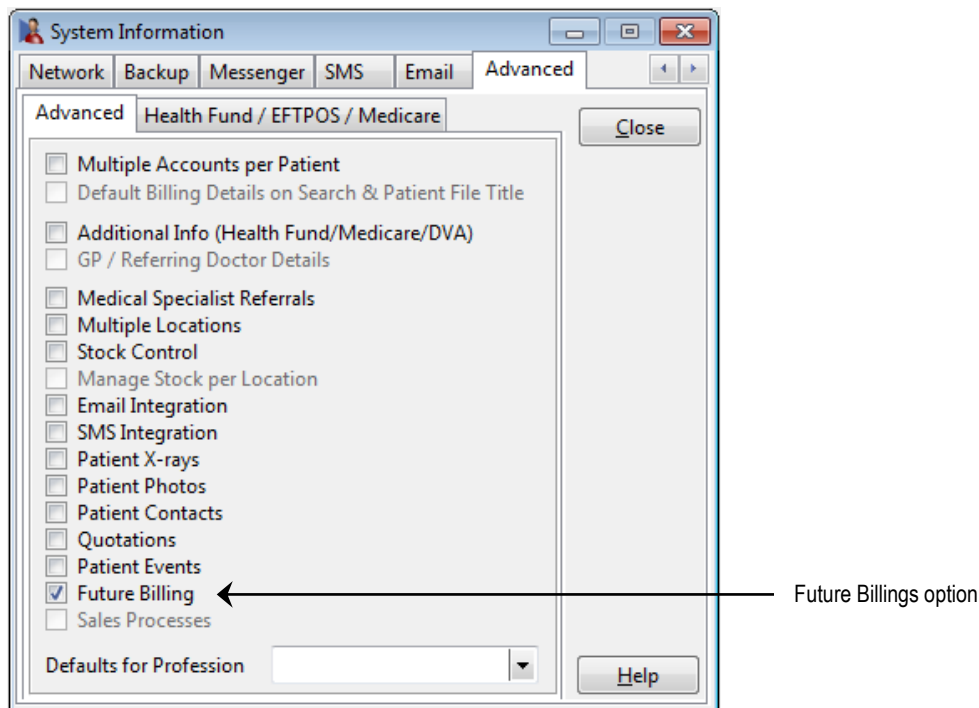 System Information
Network Backup Messenger SMS Email Advanced
Advanced Health Fund / EFTPOS / Medicare
Close
Multiple Accounts per Patient
Default Billing Details on Search & Patient File Title
Additional Info (Health Fund/Medicare/DVA)
GP / Referring Doctor Details
Medical Specialist Referrals
Multiple Locations
Stock Control
Manage Stock per Location
Email Integration
SMS Integration
Patient X-rays
Patient Photos
Patient Contacts
Quotations
Patient Events
Future Billing
Future Billings option
Sales Processes
Defaults for Profession
Help